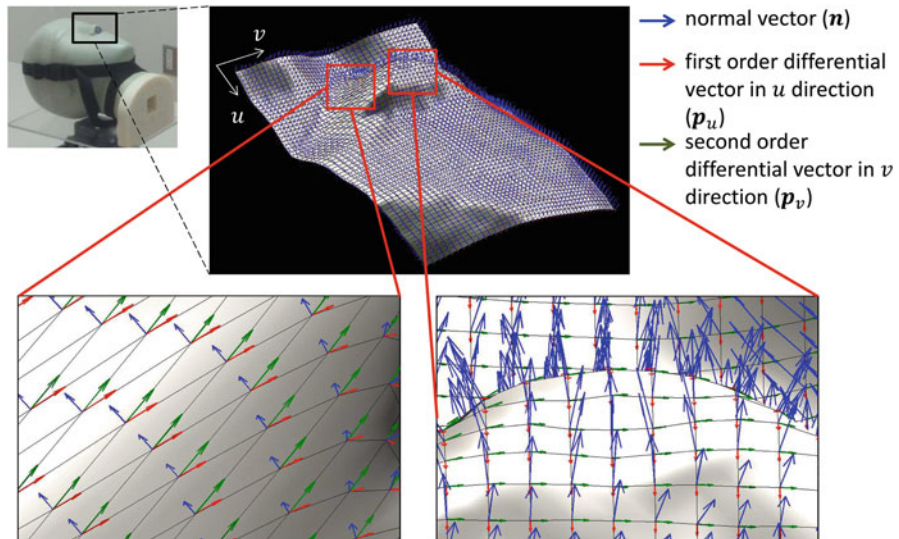 v
u
normal vector (n)
first order differential
vector in u direction
(pᵤ)
second order
differential vector in v
direction (pᵥ)